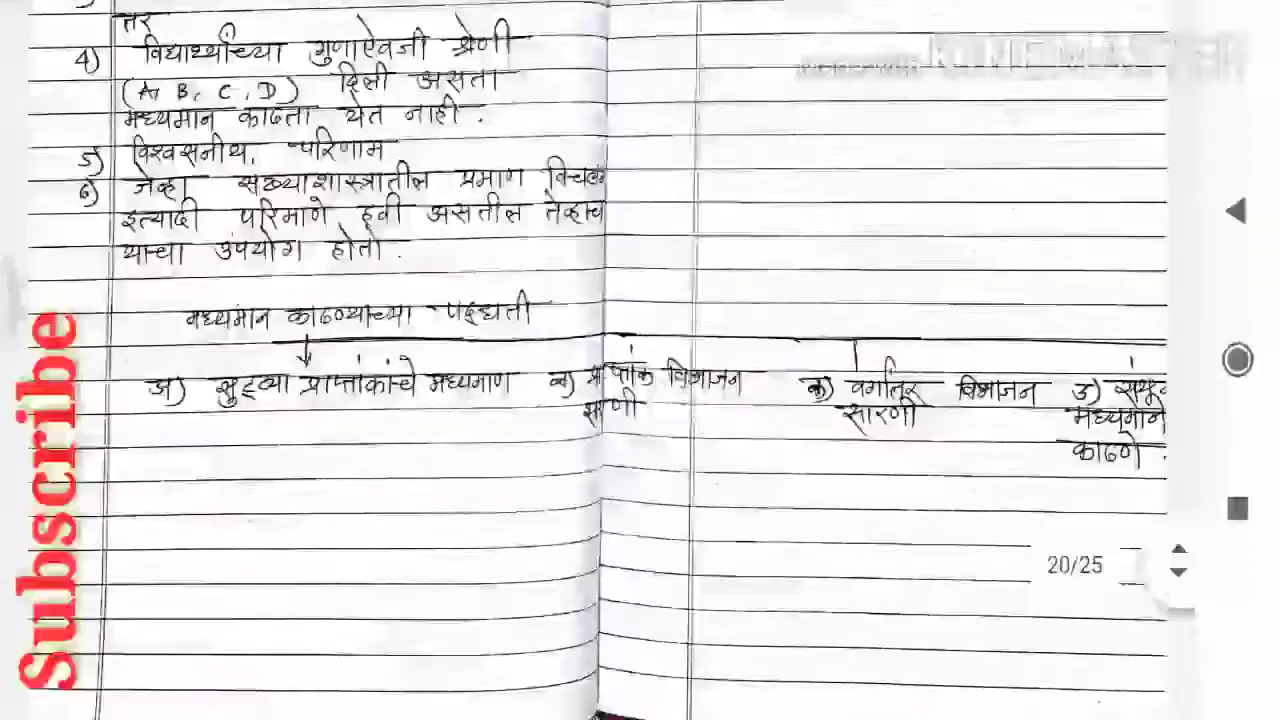 तर
4) विद्यार्थ्यांच्या गुणाऐवजी श्रेणी
(A, B, C, D) दिली असता
मध्यमान काढता येत नाही.
5) विश्वसनीय परिणाम
6) जेव्हा संख्याशास्त्रातील प्रमाण विचलन
इत्यादी परिमाणे हवी असतील तेव्हाच
याचा उपयोग होतो.
मध्यमान काढण्याच्या पद्धती
अ) सुट्या प्राप्तांकांचे मध्यमाण
ब) प्राप्तांक विभाजन
सारणी
क) वर्गांतर विभाजन
सारणी
ड)
मध्यमान
काढणे.
20/25
Subscribe